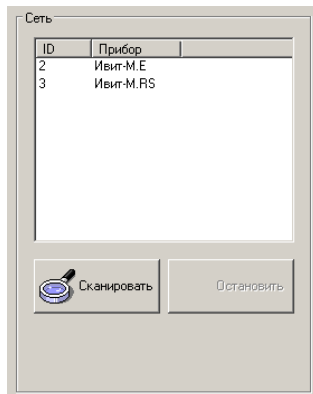 Сеть
ID Прибор
2 Ивит-М.E
3 Ивит-М.RS
Сканировать Остановить